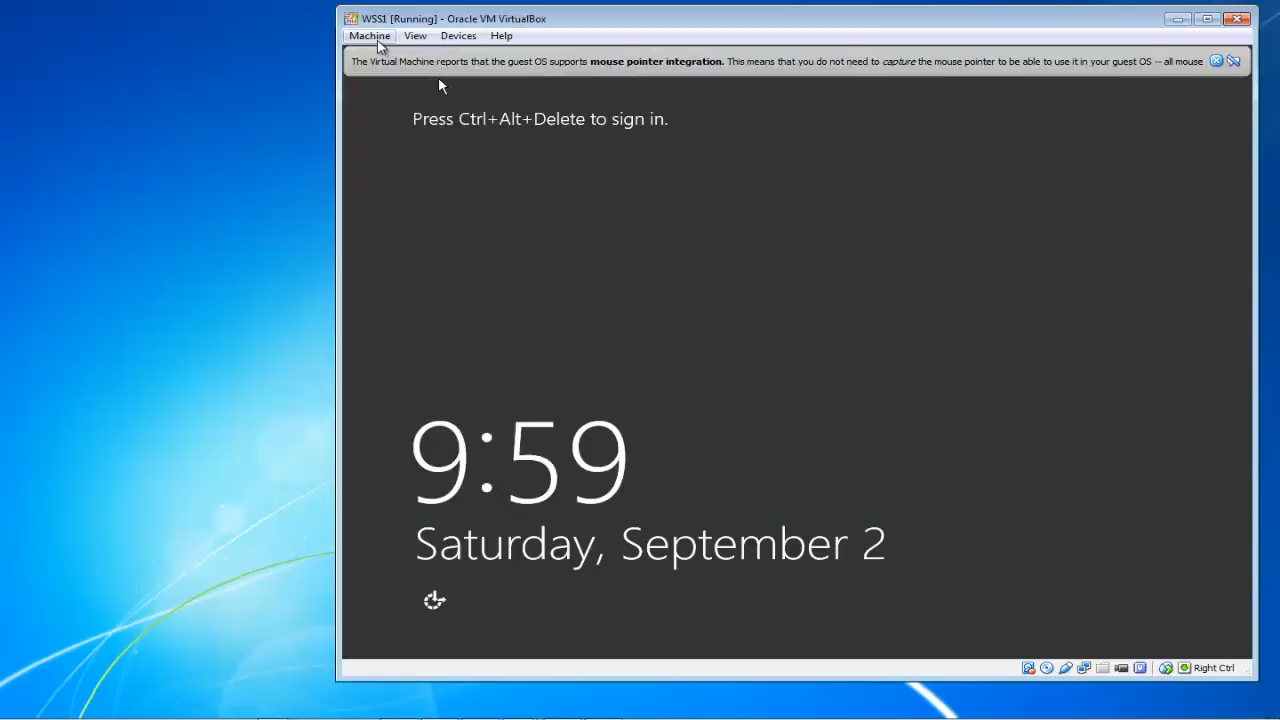 WSS1 [Running] - Oracle VM VirtualBox
Machine View Devices Help
The Virtual Machine reports that the guest OS supports mouse pointer integration. This means that you do not need to capture the mouse pointer to be able to use it in your guest OS -- all mouse
Press Ctrl+Alt+Delete to sign in.
9:59
Saturday, September 2
Right Ctrl